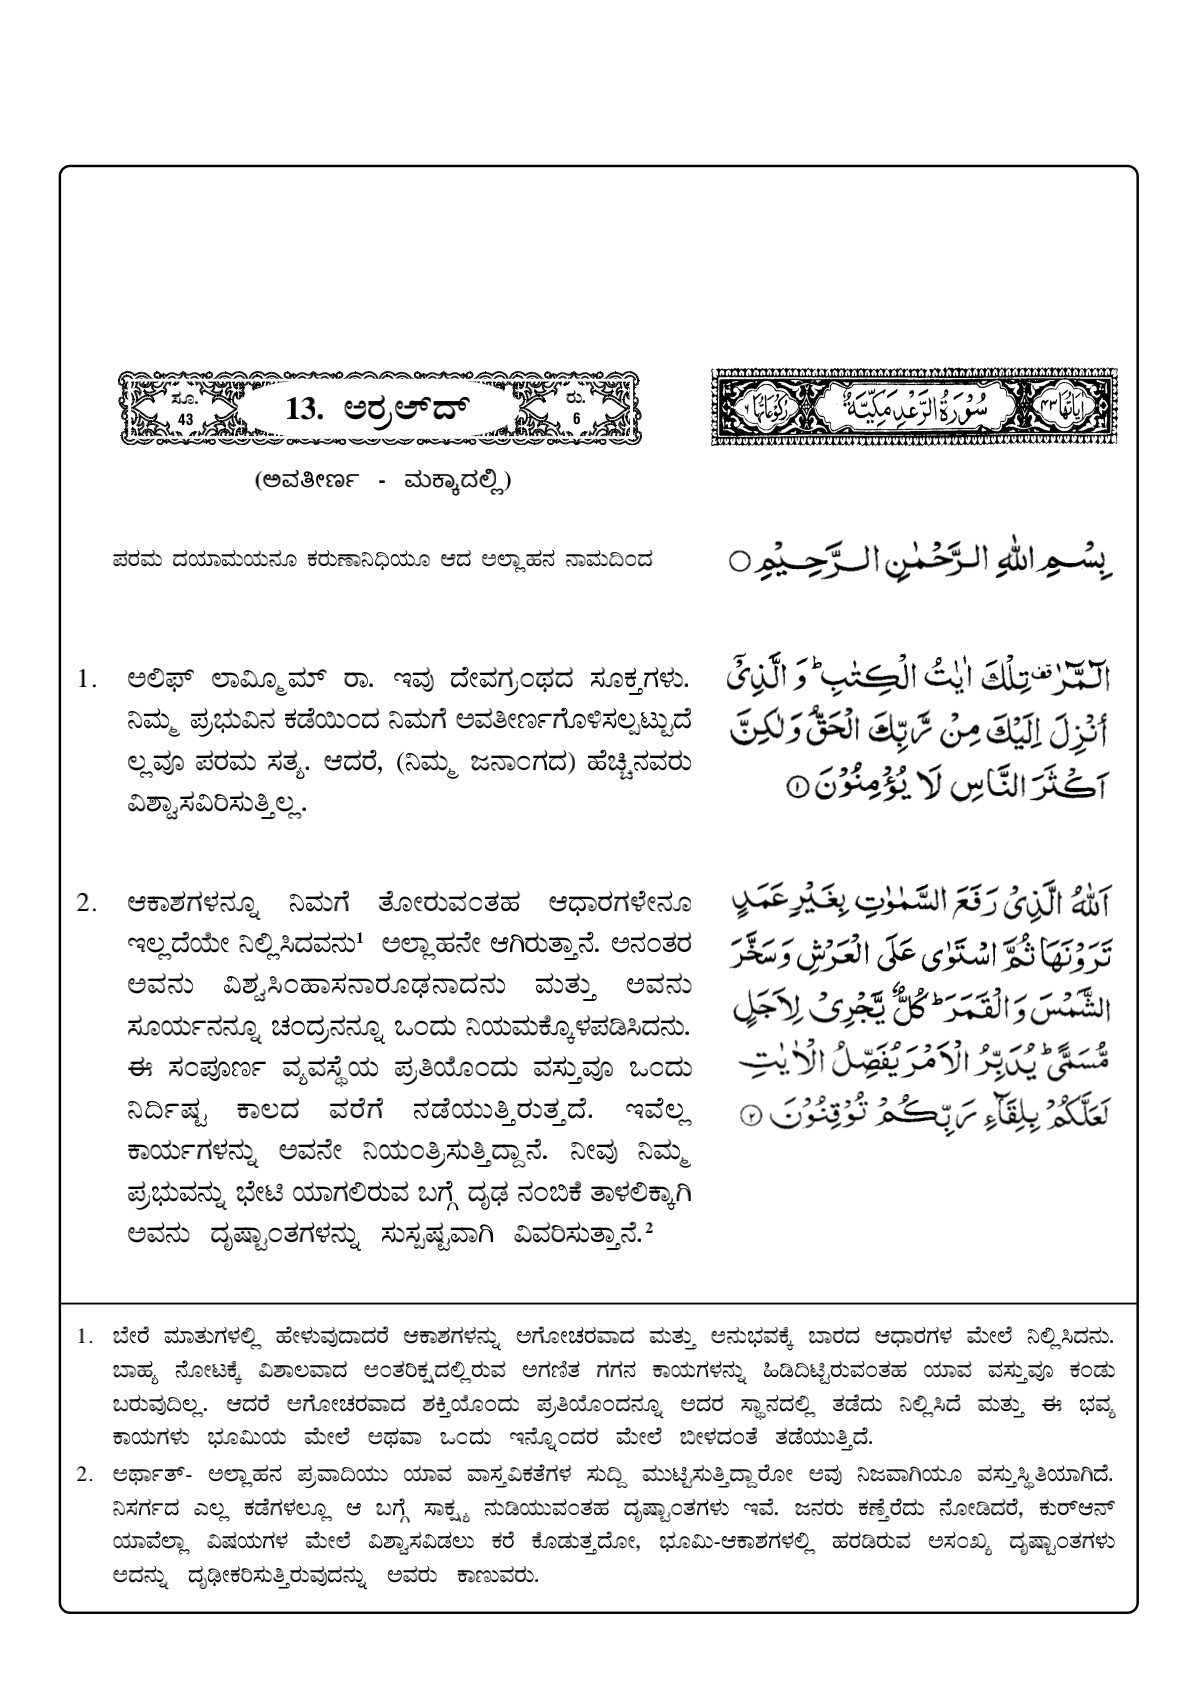 ಸೂ.
43
13. ಅರ‍್ರಅ್‌ದ್
ರು.
6
اٰیَاتُهَا ۴۳
سُوْرَةُ الرَّعْدِ مَكِّيَّةٌ
رُكُوْعَاتُهَا ۶
(ಅವತೀರ್ಣ - ಮಕ್ಕಾದಲ್ಲಿ)
ಪರಮ ದಯಾಮಯನೂ ಕರುಣಾನಿಧಿಯೂ ಆದ ಅಲ್ಲಾಹನ ನಾಮದಿಂದ
بِسْمِ اللّٰهِ الرَّحْمٰنِ الرَّحِيْمِ ○
1. ಅಲಿಫ್ ಲಾಮ್ಮೀಮ್ ರಾ. ಇವು ದೇವಗ್ರಂಥದ ಸೂಕ್ತಗಳು.
ನಿಮ್ಮ ಪ್ರಭುವಿನ ಕಡೆಯಿಂದ ನಿಮಗೆ ಅವತೀರ್ಣಗೊಳಿಸಲ್ಪಟ್ಟುದೆ
ಲ್ಲವೂ ಪರಮ ಸತ್ಯ. ಆದರೆ, (ನಿಮ್ಮ ಜನಾಂಗದ) ಹೆಚ್ಚಿನವರು
ವಿಶ್ವಾಸವಿರಿಸುತ್ತಿಲ್ಲ.
الٓمّٓرٰ ۫ تِلْكَ اٰيٰتُ الْكِتٰبِ ؕ وَ الَّذِيْۤ
اُنْزِلَ اِلَيْكَ مِنْ رَّبِّكَ الْحَقُّ وَلٰكِنَّ
اَكْثَرَ النَّاسِ لَا يُؤْمِنُوْنَ ۝۱
2. ಆಕಾಶಗಳನ್ನೂ ನಿಮಗೆ ತೋರುವಂತಹ ಆಧಾರಗಳೇನೂ
ಇಲ್ಲದೆಯೇ ನಿಲ್ಲಿಸಿದವನು¹ ಅಲ್ಲಾಹನೇ ಆಗಿರುತ್ತಾನೆ. ಅನಂತರ
ಅವನು ವಿಶ್ವಸಿಂಹಾಸನಾರೂಢನಾದನು ಮತ್ತು ಅವನು
ಸೂರ್ಯನನ್ನೂ ಚಂದ್ರನನ್ನೂ ಒಂದು ನಿಯಮಕ್ಕೊಳಪಡಿಸಿದನು.
ಈ ಸಂಪೂರ್ಣ ವ್ಯವಸ್ಥೆಯ ಪ್ರತಿಯೊಂದು ವಸ್ತುವೂ ಒಂದು
ನಿರ್ದಿಷ್ಟ ಕಾಲದ ವರೆಗೆ ನಡೆಯುತ್ತಿರುತ್ತದೆ. ಇವೆಲ್ಲ
ಕಾರ್ಯಗಳನ್ನು ಅವನೇ ನಿಯಂತ್ರಿಸುತ್ತಿದ್ದಾನೆ. ನೀವು ನಿಮ್ಮ
ಪ್ರಭುವನ್ನು ಭೇಟಿ ಯಾಗಲಿರುವ ಬಗ್ಗೆ ದೃಢ ನಂಬಿಕೆ ತಾಳಲಿಕ್ಕಾಗಿ
ಅವನು ದೃಷ್ಟಾಂತಗಳನ್ನು ಸುಸ್ಪಷ್ಟವಾಗಿ ವಿವರಿಸುತ್ತಾನೆ.²
اَللّٰهُ الَّذِيْ رَفَعَ السَّمٰوٰتِ بِغَيْرِ عَمَدٍ
تَرَوْنَهَا ثُمَّ اسْتَوٰى عَلَى الْعَرْشِ وَسَخَّرَ
الشَّمْسَ وَ الْقَمَرَ ؕ كُلٌّ يَّجْرِيْ لِاَجَلٍ
مُّسَمًّى ؕ يُدَبِّرُ الْاَمْرَ يُفَصِّلُ الْاٰيٰتِ
لَعَلَّكُمْ بِلِقَآءِ رَبِّكُمْ تُوْقِنُوْنَ ۝۲
1. ಬೇರೆ ಮಾತುಗಳಲ್ಲಿ ಹೇಳುವುದಾದರೆ ಆಕಾಶಗಳನ್ನು ಅಗೋಚರವಾದ ಮತ್ತು ಅನುಭವಕ್ಕೆ ಬಾರದ ಆಧಾರಗಳ ಮೇಲೆ ನಿಲ್ಲಿಸಿದನು.
ಬಾಹ್ಯ ನೋಟಕ್ಕೆ ವಿಶಾಲವಾದ ಅಂತರಿಕ್ಷದಲ್ಲಿರುವ ಅಗಣಿತ ಗಗನ ಕಾಯಗಳನ್ನು ಹಿಡಿದಿಟ್ಟಿರುವಂತಹ ಯಾವ ವಸ್ತುವೂ ಕಂಡು
ಬರುವುದಿಲ್ಲ. ಆದರೆ ಅಗೋಚರವಾದ ಶಕ್ತಿಯೊಂದು ಪ್ರತಿಯೊಂದನ್ನೂ ಅದರ ಸ್ಥಾನದಲ್ಲಿ ತಡೆದು ನಿಲ್ಲಿಸಿದೆ ಮತ್ತು ಈ ಭವ್ಯ
ಕಾಯಗಳು ಭೂಮಿಯ ಮೇಲೆ ಅಥವಾ ಒಂದು ಇನ್ನೊಂದರ ಮೇಲೆ ಬೀಳದಂತೆ ತಡೆಯುತ್ತಿದೆ.
2. ಅರ್ಥಾತ್- ಅಲ್ಲಾಹನ ಪ್ರವಾದಿಯು ಯಾವ ವಾಸ್ತವಿಕತೆಗಳ ಸುದ್ದಿ ಮುಟ್ಟಿಸುತ್ತಿದ್ದಾರೋ ಅವು ನಿಜವಾಗಿಯೂ ವಸ್ತುಸ್ಥಿತಿಯಾಗಿದೆ.
ನಿಸರ್ಗದ ಎಲ್ಲ ಕಡೆಗಳಲ್ಲೂ ಆ ಬಗ್ಗೆ ಸಾಕ್ಷ್ಯ ನುಡಿಯುವಂತಹ ದೃಷ್ಟಾಂತಗಳು ಇವೆ. ಜನರು ಕಣ್ತೆರೆದು ನೋಡಿದರೆ, ಕುರ್‌ಆನ್
ಯಾವೆಲ್ಲಾ ವಿಷಯಗಳ ಮೇಲೆ ವಿಶ್ವಾಸವಿಡಲು ಕರೆ ಕೊಡುತ್ತದೋ, ಭೂಮಿ-ಆಕಾಶಗಳಲ್ಲಿ ಹರಡಿರುವ ಅಸಂಖ್ಯ ದೃಷ್ಟಾಂತಗಳು
ಅದನ್ನು ದೃಢೀಕರಿಸುತ್ತಿರುವುದನ್ನು ಅವರು ಕಾಣುವರು.